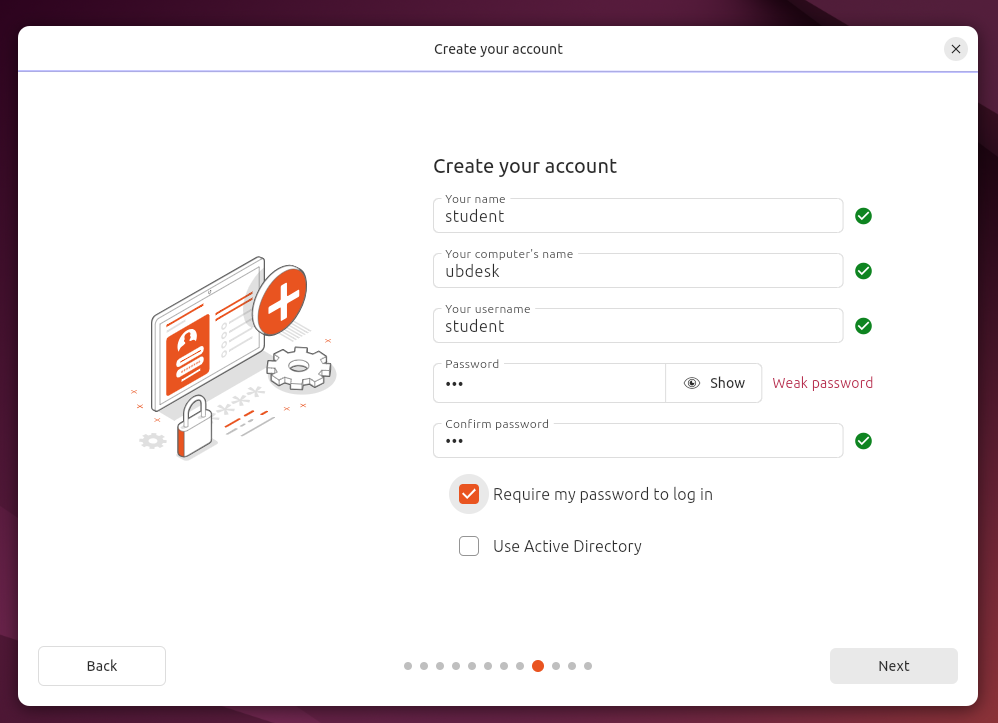 Create your account
Create your account
Your name
student
Your computer's name
ubdesk
Your username
student
Password
•••
Show
Weak password
Confirm password
•••
Require my password to log in
Use Active Directory
Back
Next